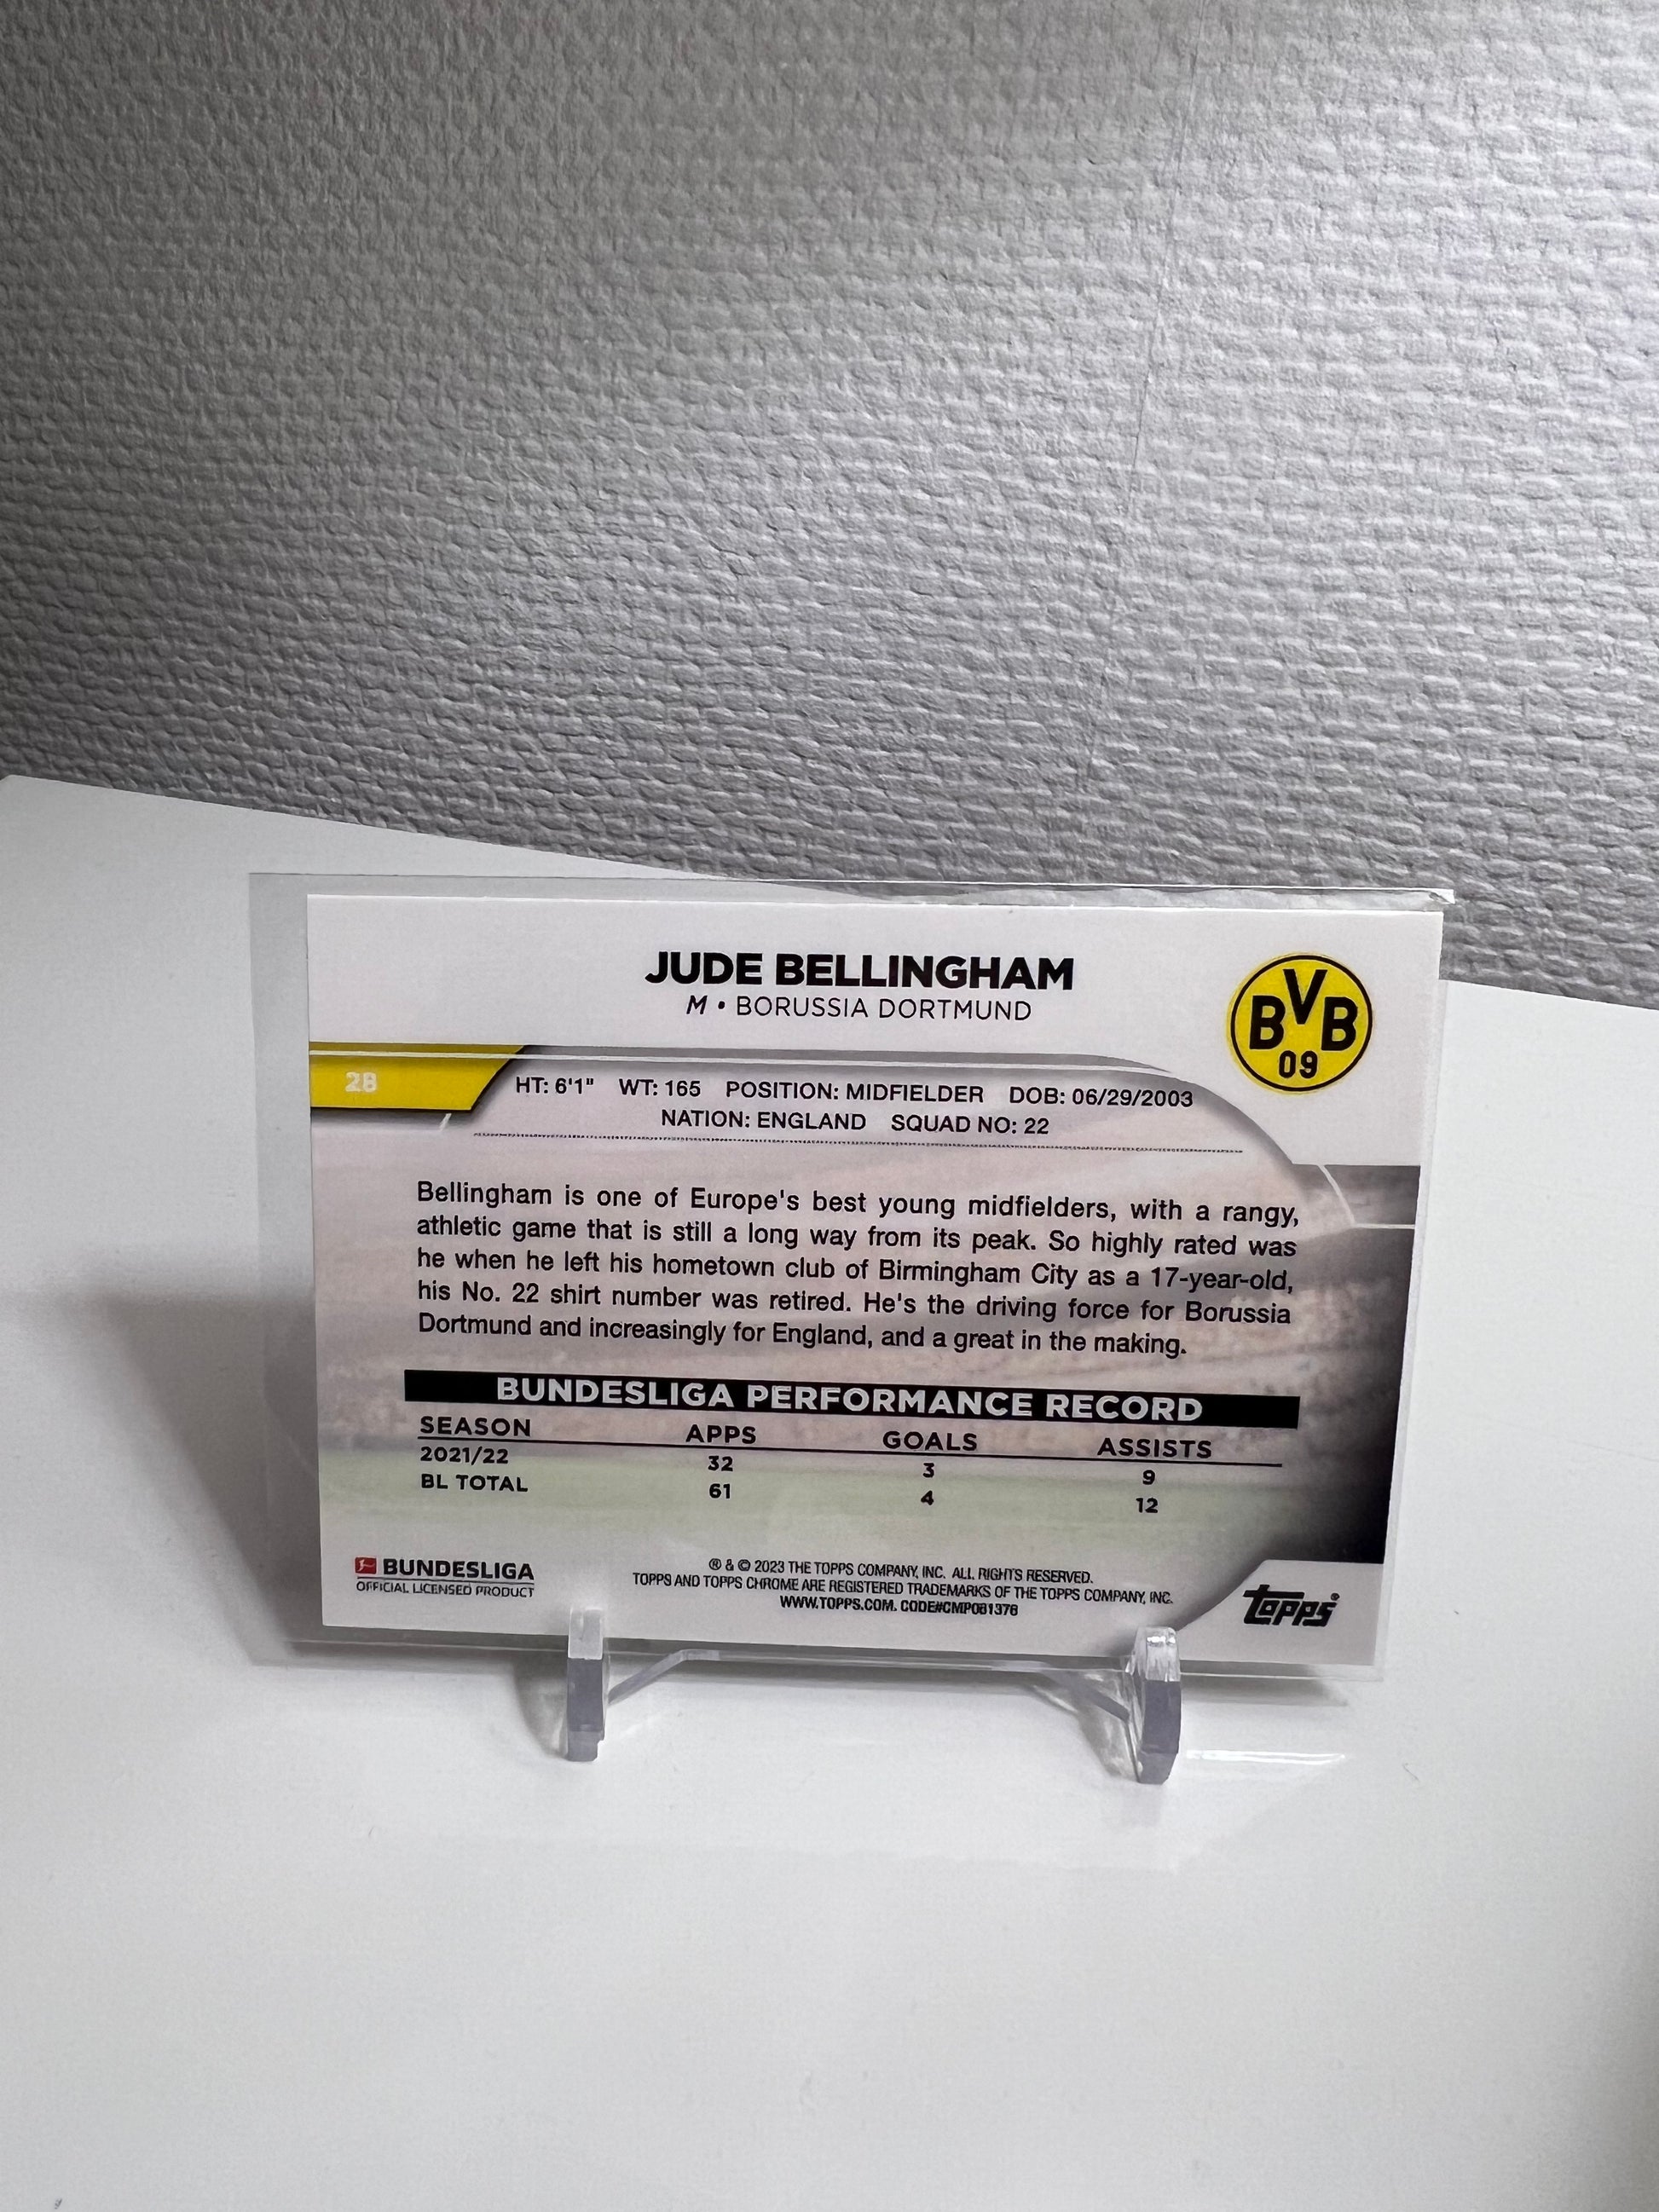 JUDE BELLINGHAM
M • BORUSSIA DORTMUND
BVB
09
28
HT: 6'1" WT: 165 POSITION: MIDFIELDER DOB: 06/29/2003
NATION: ENGLAND SQUAD NO: 22
Bellingham is one of Europe's best young midfielders, with a rangy,
athletic game that is still a long way from its peak. So highly rated was
he when he left his hometown club of Birmingham City as a 17-year-old,
his No. 22 shirt number was retired. He's the driving force for Borussia
Dortmund and increasingly for England, and a great in the making.
BUNDESLIGA PERFORMANCE RECORD
SEASON APPS GOALS ASSISTS
2021/22 32 3 9
BL TOTAL 61 4 12
BUNDESLIGA
OFFICIAL LICENSED PRODUCT
® & © 2023 THE TOPPS COMPANY, INC. ALL RIGHTS RESERVED.
TOPPS AND TOPPS CHROME ARE REGISTERED TRADEMARKS OF THE TOPPS COMPANY, INC.
WWW.TOPPS.COM. CODE#CMP081376
topps®